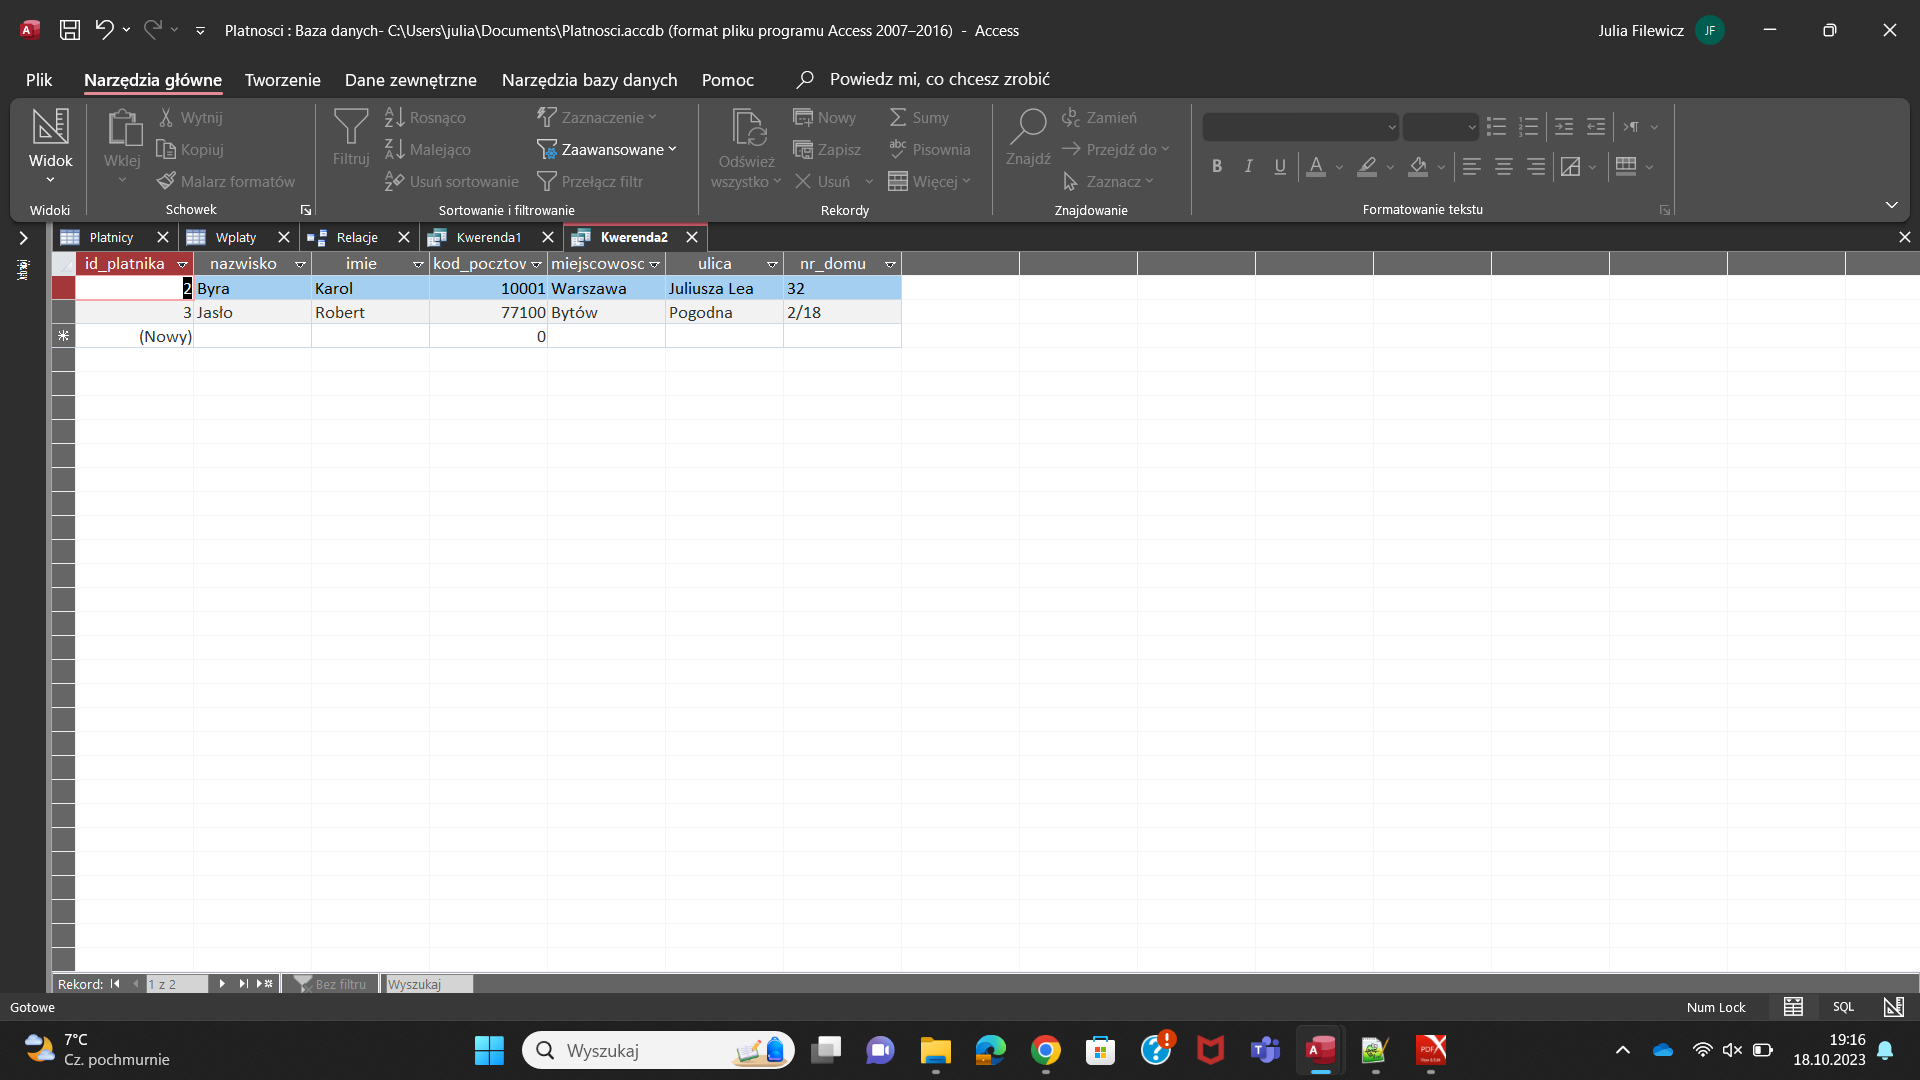 Platnosci : Baza danych- C:\Users\julia\Documents\Platnosci.accdb (format pliku programu Access 2007–2016)  -  Access
Julia Filewicz JF
Plik Narzędzia główne Tworzenie Dane zewnętrzne Narzędzia bazy danych Pomoc Powiedz mi, co chcesz zrobić
Widok
Widoki
Wklej
Wytnij
Kopiuj
Malarz formatów
Schowek
Filtruj
Rosnąco
Malejąco
Usuń sortowanie
Zaznaczenie
Zaawansowane
Przełącz filtr
Sortowanie i filtrowanie
Odśwież
wszystko
Nowy
Zapisz
Usuń
Sumy
Pisownia
Więcej
Rekordy
Znajdź
Zamień
Przejdź do
Zaznacz
Znajdowanie
B I U A
Formatowanie tekstu
Platnicy Wplaty Relacje Kwerenda1 Kwerenda2
id_platnika nazwisko imie kod_pocztov miejscowosc ulica nr_domu
2 Byra Karol 10001 Warszawa Juliusza Lea 32
3 Jasło Robert 77100 Bytów Pogodna 2/18
(Nowy) 0
Rekord: 1 z 2 Bez filtru Wyszukaj
Gotowe
Num Lock SQL
7°C
Cz. pochmurnie
Wyszukaj
19:16
18.10.2023